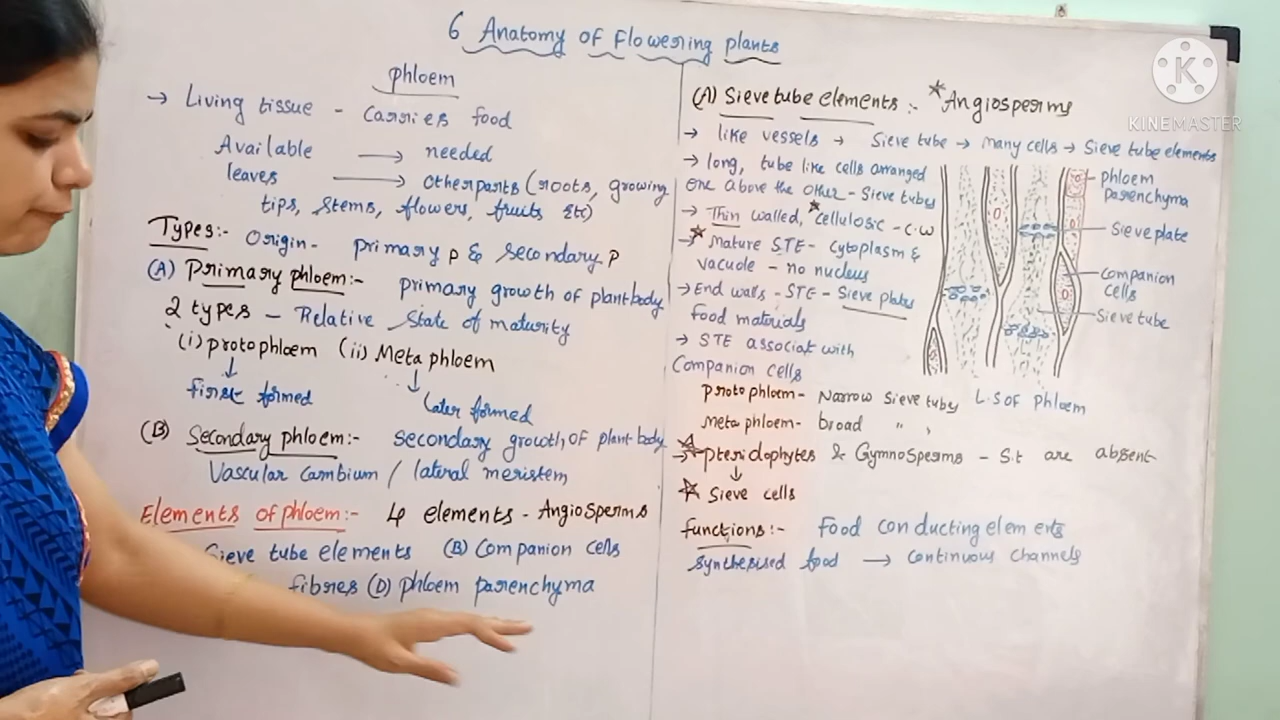 6 Anatomy of Flowering plants
phloem
→ Living tissue - Carries food
Available → needed
leaves → Other parts (roots, growing
tips, stems, flowers, fruits Etc)
Types:- Origin- primary p & secondary p
(A) Primary phloem:- primary growth of plant body
2 types - Relative State of maturity
(i) protophloem (ii) Meta phloem
↓ ↓
first formed Later formed
(B) Secondary phloem:- secondary growth of plant body
Vascular cambium / lateral meristem
Elements of phloem:- 4 elements - Angiosperms
Sieve tube elements (B) Companion cells
fibres (D) phloem parenchyma
(A) Sieve tube elements :- *Angiosperms
→ like vessels → Sieve tube → many cells → Sieve tube elements
→ long, tube like cells arranged
one above the other - Sieve tubes
→ Thin walled, *cellulosic - C.W
→ * Mature STE- cytoplasm &
vacuole - no nucleus
→ End walls - STE - Sieve plates
food materials
→ STE associat with
Companion cells
phloem
parenchyma
Sieve plate
Companion
cells
Sieve tube
L.S OF Phloem
Proto phloem- Narrow sieve tubes
Meta phloem- broad " ,
→ * Pteridophytes & Gymnosperms - S.t are absent
↓
* Sieve cells
functions:- Food conducting elements
Synthesised food → continuous channels
KINEMASTER